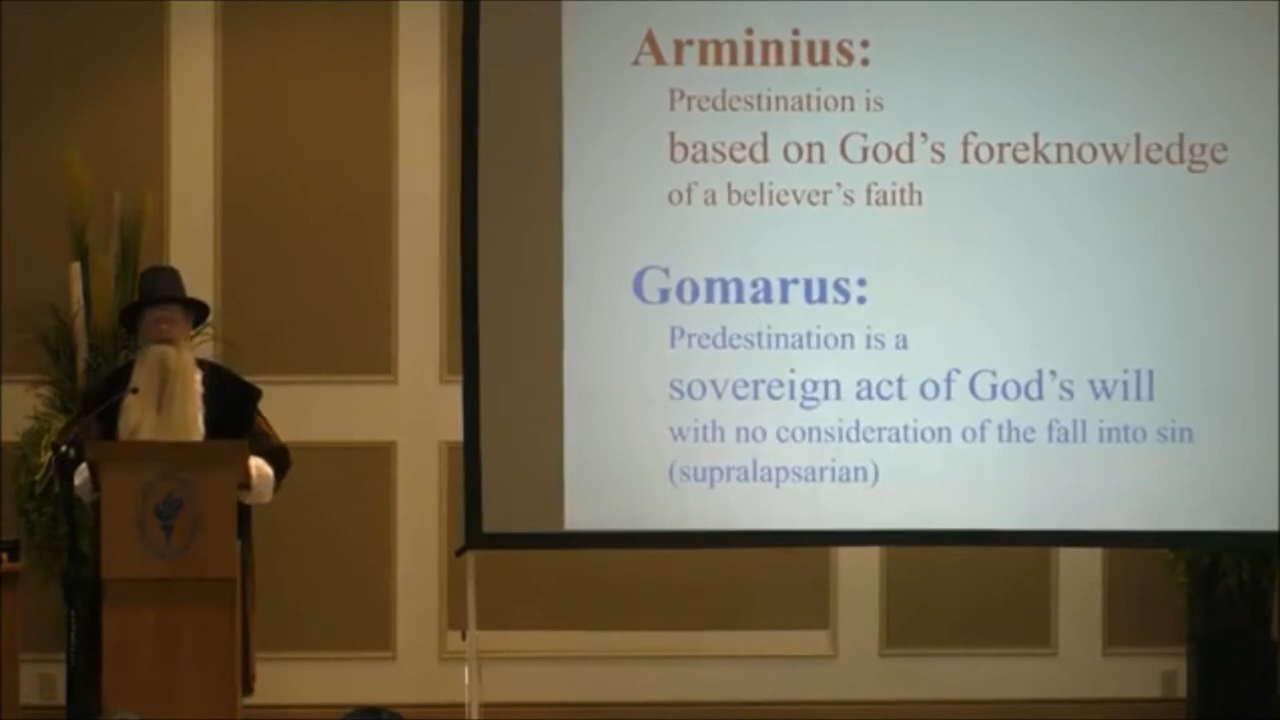 Arminius:
Predestination is
based on God's foreknowledge
of a believer's faith
Gomarus:
Predestination is a
sovereign act of God's will
with no consideration of the fall into sin
(supralapsarian)